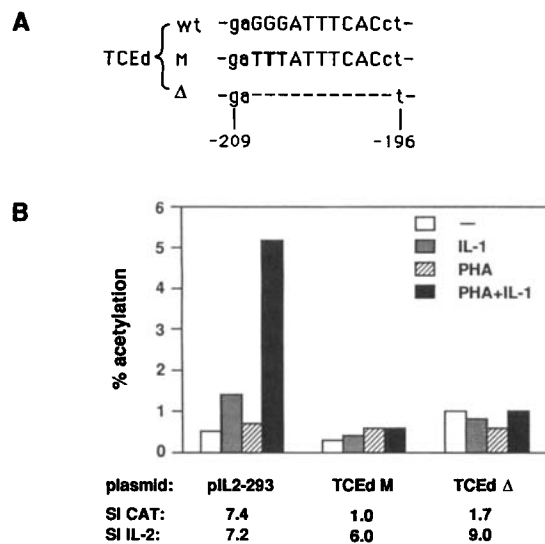 A
TCEd
wt -gaGGGATTTCACct-
M -gaTTTATTTCACct-
Δ -ga------------t-
-209 -196
B
% acetylation
6
5
4
3
2
1
0
—
IL-1
PHA
PHA+IL-1
plasmid: pIL2-293 TCEd M TCEd Δ
SI CAT: 7.4 1.0 1.7
SI IL-2: 7.2 6.0 9.0